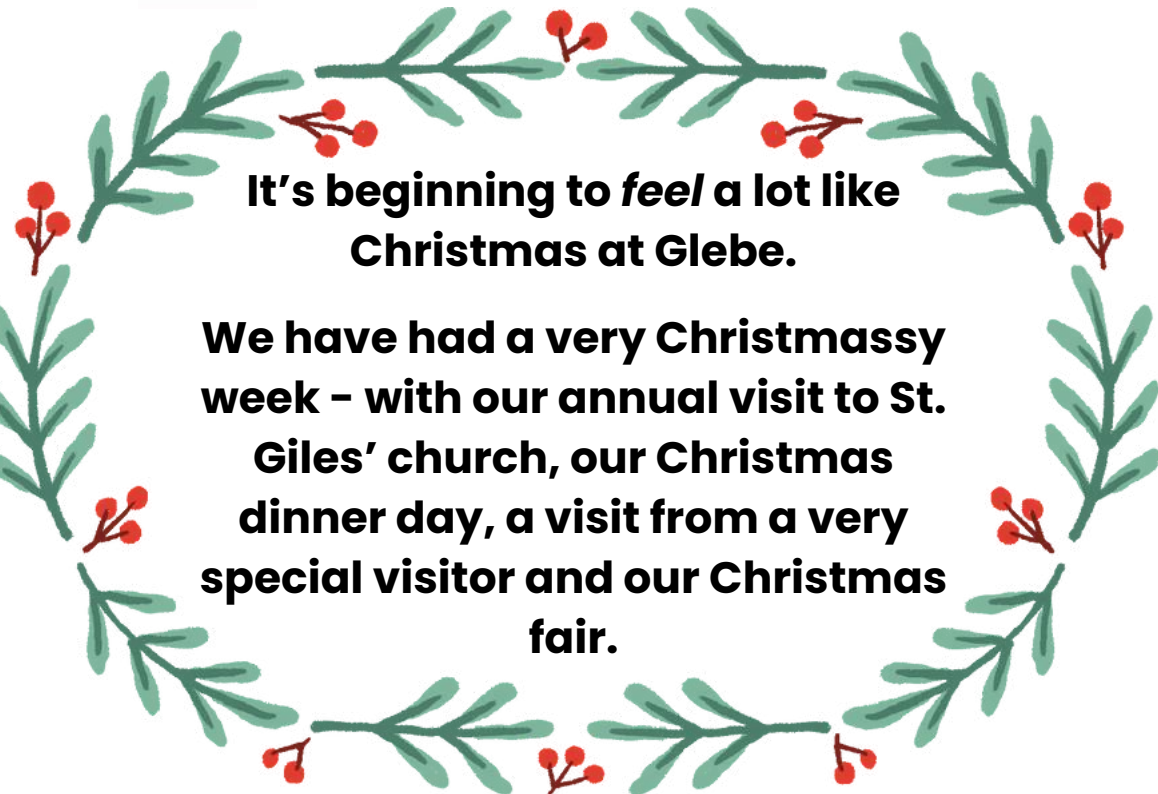 It’s beginning to feel a lot like
Christmas at Glebe.
We have had a very Christmassy
week - with our annual visit to St.
Giles’ church, our Christmas
dinner day, a visit from a very
special visitor and our Christmas
fair.